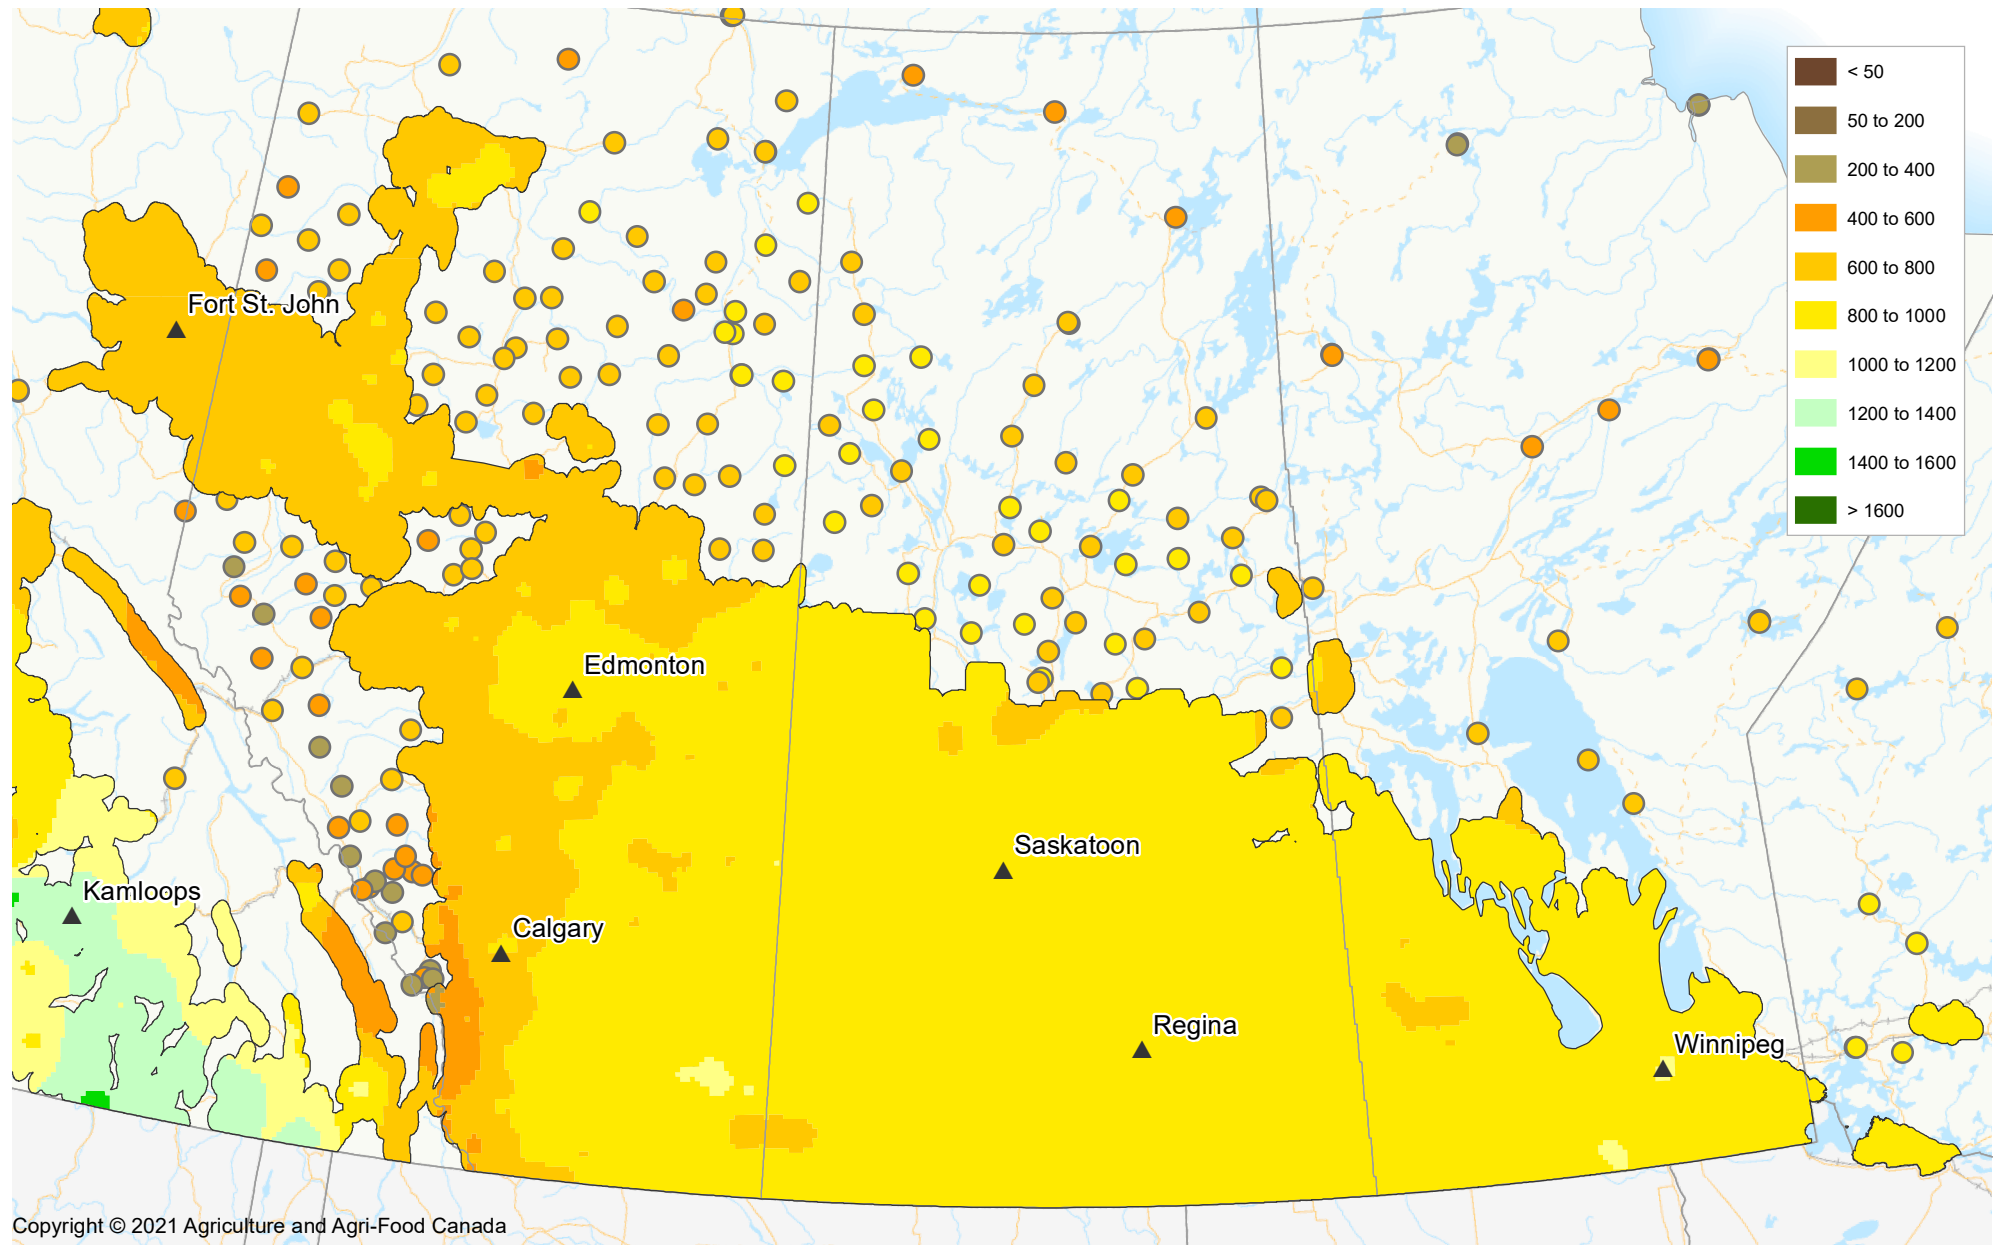 < 50
50 to 200
200 to 400
400 to 600
600 to 800
800 to 1000
1000 to 1200
1200 to 1400
1400 to 1600
> 1600
Fort St. John
Edmonton
Saskatoon
Kamloops
Calgary
Regina
Winnipeg
Copyright © 2021 Agriculture and Agri-Food Canada